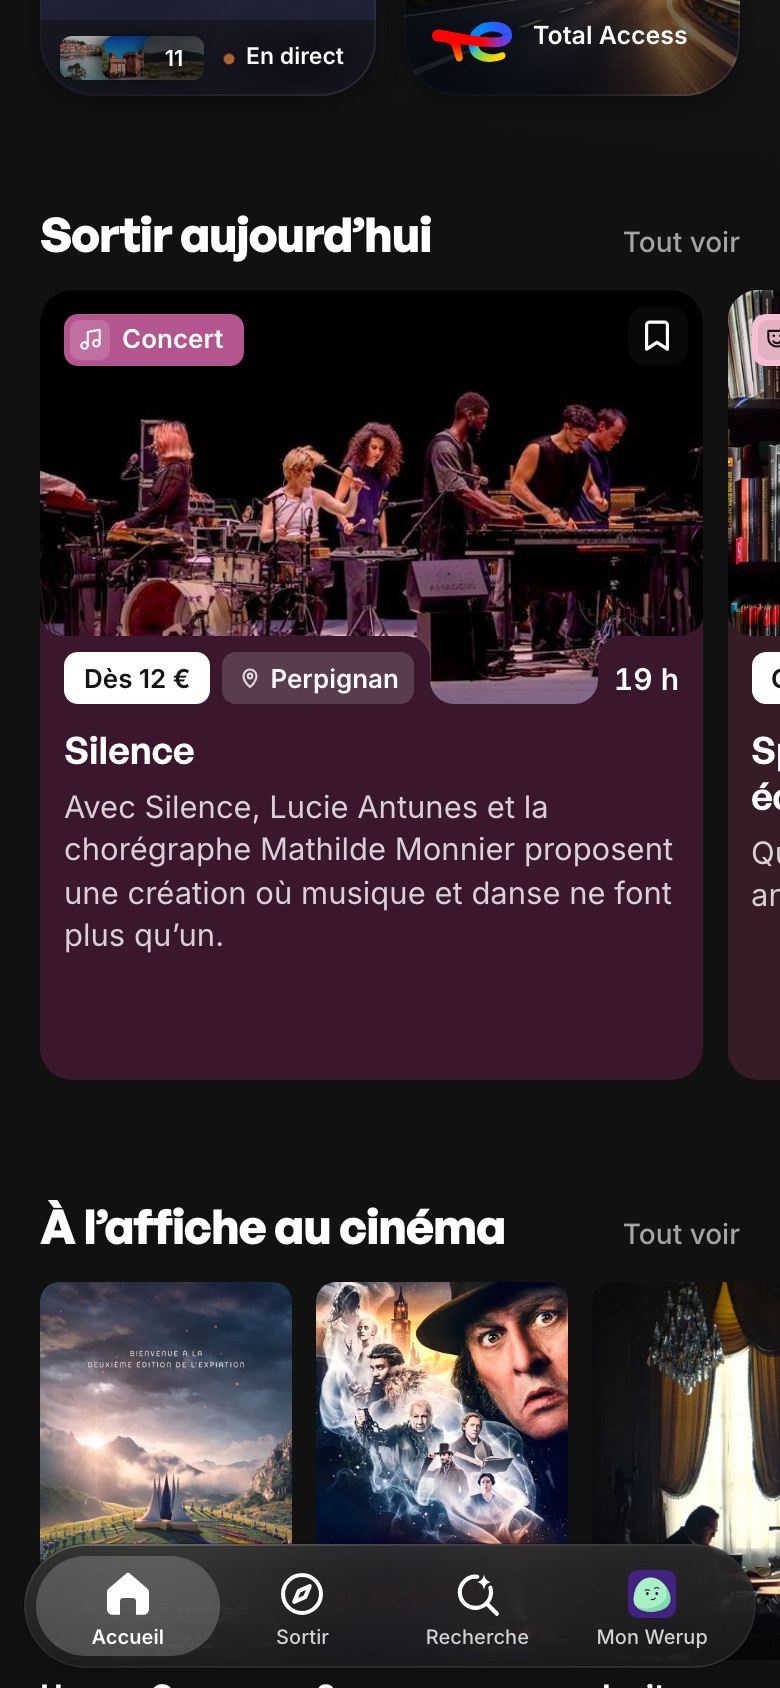 11
En direct
Total Access
Sortir aujourd’hui
Tout voir
Concert
Dès 12 €
Perpignan
19 h
Silence
Avec Silence, Lucie Antunes et la
chorégraphe Mathilde Monnier proposent
une création où musique et danse ne font
plus qu’un.
À l’affiche au cinéma
Tout voir
BIENVENUE À LA
DEUXIÈME ÉDITION DE L’EXPIATION
Accueil
Sortir
Recherche
Mon Werup